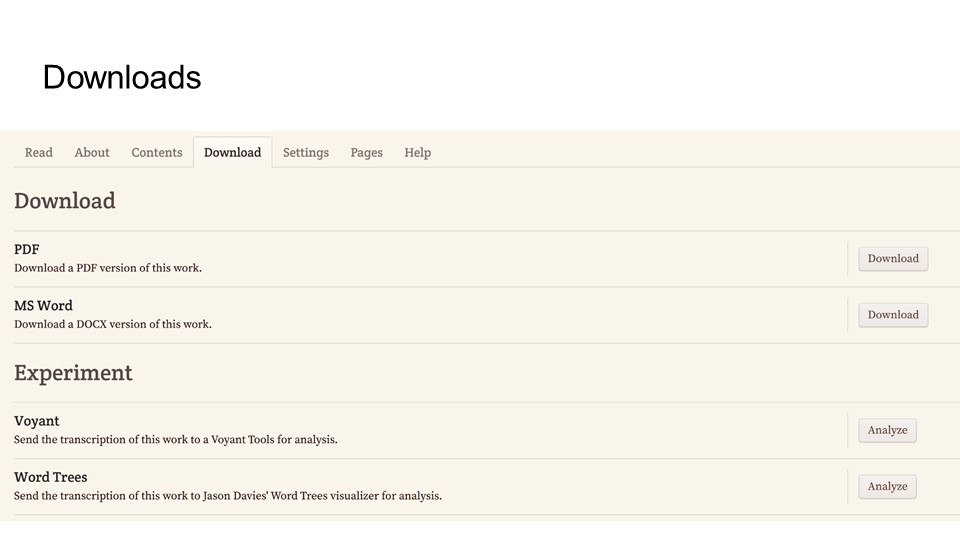 Downloads
Read About Contents Download Settings Pages Help
Download
PDF
Download a PDF version of this work.
Download
MS Word
Download a DOCX version of this work.
Download
Experiment
Voyant
Send the transcription of this work to a Voyant Tools for analysis.
Analyze
Word Trees
Send the transcription of this work to Jason Davies' Word Trees visualizer for analysis.
Analyze